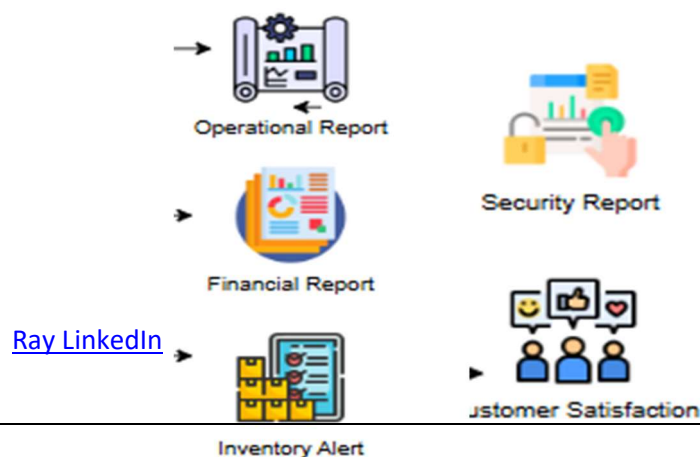 Operational Report
Security Report
Financial Report
Ray LinkedIn
ustomer Satisfaction
Inventory Alert